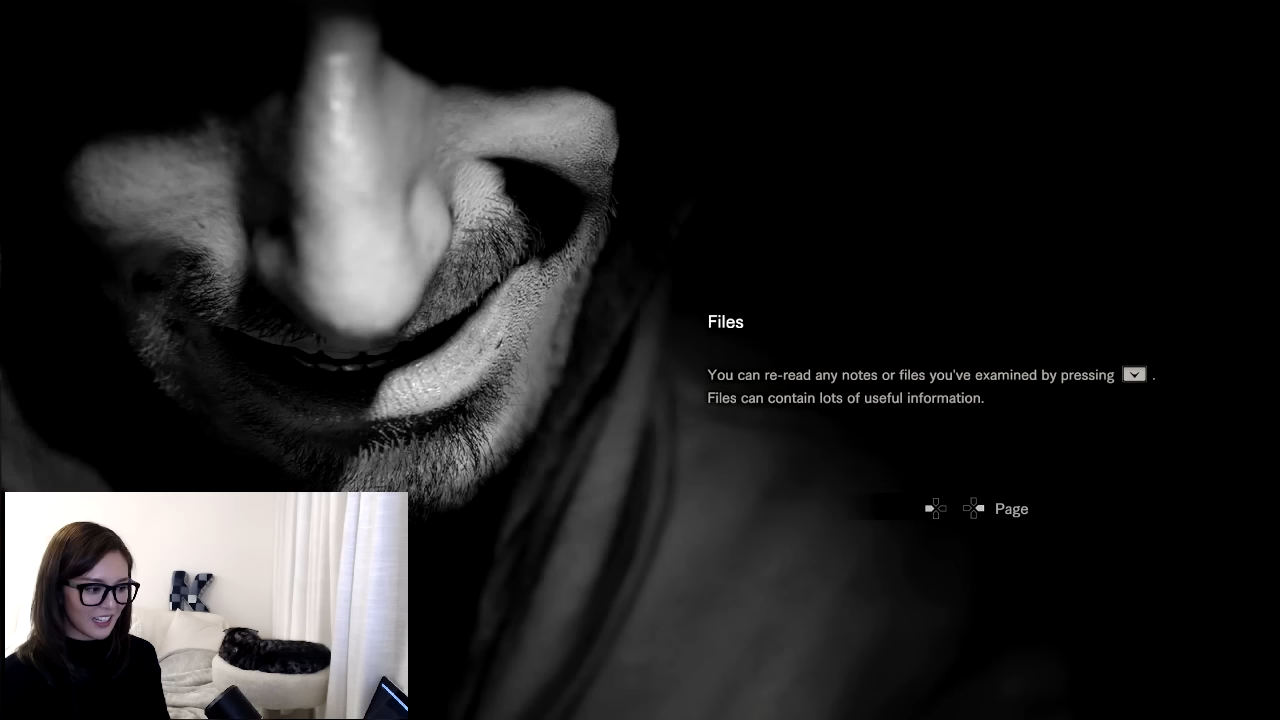 Files
You can re-read any notes or files you've examined by pressing .
Files can contain lots of useful information.
Page
K